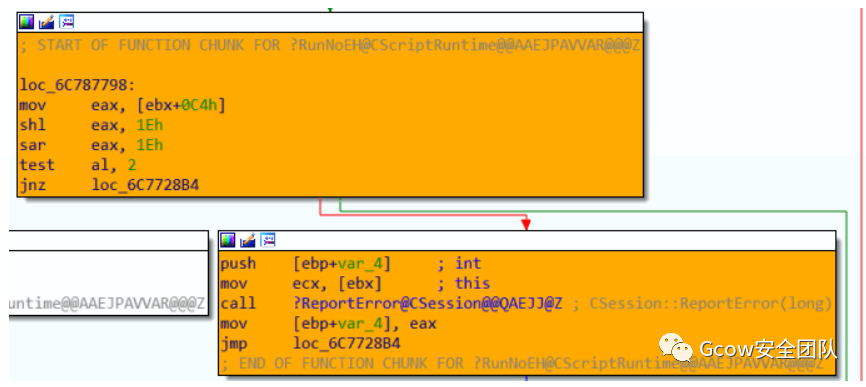 ; START OF FUNCTION CHUNK FOR ?RunNoEH@CScriptRuntime@@AAEJPAVVAR@@@Z
loc_6C787798:
mov eax, [ebx+0C4h]
shl eax, 1Eh
sar eax, 1Eh
test al, 2
jnz loc_6C7728B4
push [ebp+var_4] ; int
mov ecx, [ebx] ; this
call ?ReportError@CSession@@QAEJJ@Z ; CSession::ReportError(long)
mov [ebp+var_4], eax
jmp loc_6C7728B4
; END OF FUNCTION CHUNK FOR ?RunNoEH@CScriptRuntime@@AAEJPAVVAR@@@Z
untime@@AAEJPAVVAR@@@Z
Gcow安全团队